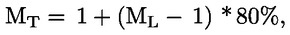 M_T = 1 + (M_L − 1) * 80%,